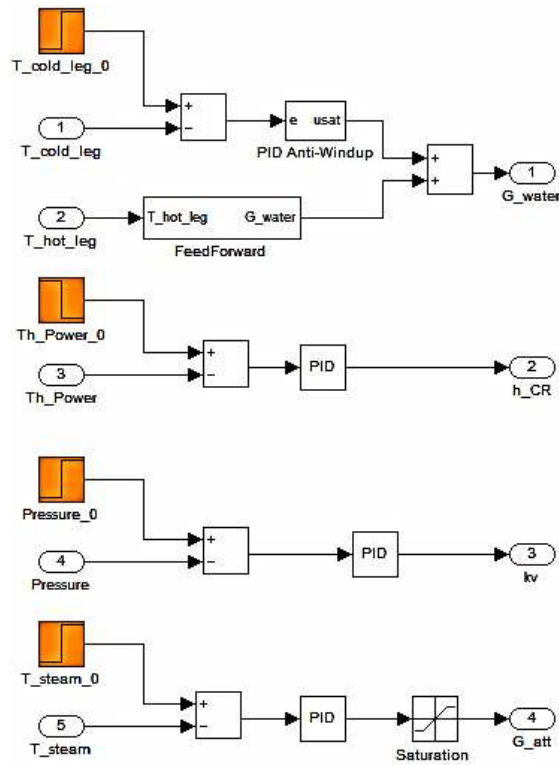 T_cold_leg_0
+
−
1
T_cold_leg
e usat
PID Anti-Windup
+
+
1
G_water
2
T_hot_leg
T_hot_leg G_water
FeedForward
Th_Power_0
+
−
3
Th_Power
PID
2
h_CR
Pressure_0
+
−
4
Pressure
PID
3
kv
T_steam_0
+
−
5
T_steam
PID
Saturation
4
G_att